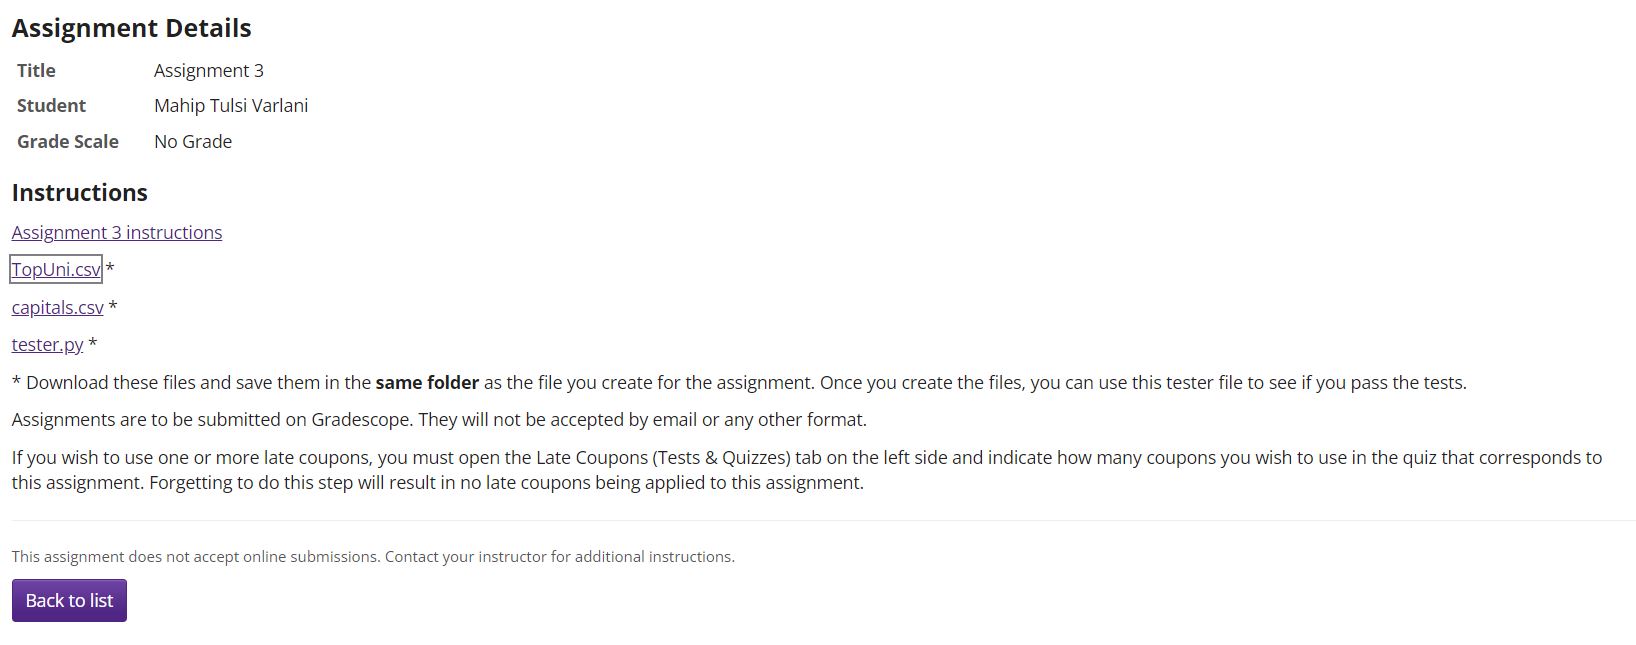 Assignment Details
Title Assignment 3
Student Mahip Tulsi Varlani
Grade Scale No Grade
Instructions
Assignment 3 instructions
TopUni.csv *
capitals.csv *
tester.py *
* Download these files and save them in the same folder as the file you create for the assignment. Once you create the files, you can use this tester file to see if you pass the tests.
Assignments are to be submitted on Gradescope. They will not be accepted by email or any other format.
If you wish to use one or more late coupons, you must open the Late Coupons (Tests & Quizzes) tab on the left side and indicate how many coupons you wish to use in the quiz that corresponds to
this assignment. Forgetting to do this step will result in no late coupons being applied to this assignment.
This assignment does not accept online submissions. Contact your instructor for additional instructions.
Back to list